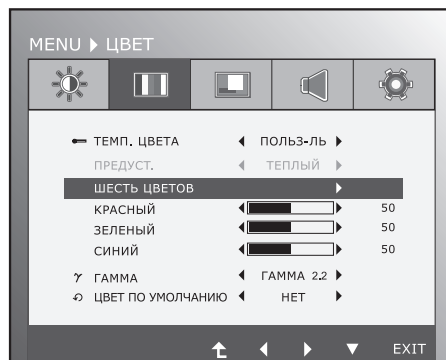 MENU ЦВЕТ
ТЕМП. ЦВЕТА ПОЛЬЗ-ЛЬ
ПРЕДУСТ. ТЕПЛЫЙ
ШЕСТЬ ЦВЕТОВ
КРАСНЫЙ 50
ЗЕЛЕНЫЙ 50
СИНИЙ 50
γ ГАММА ГАММА 2.2
ЦВЕТ ПО УМОЛЧАНИЮ НЕТ
EXIT